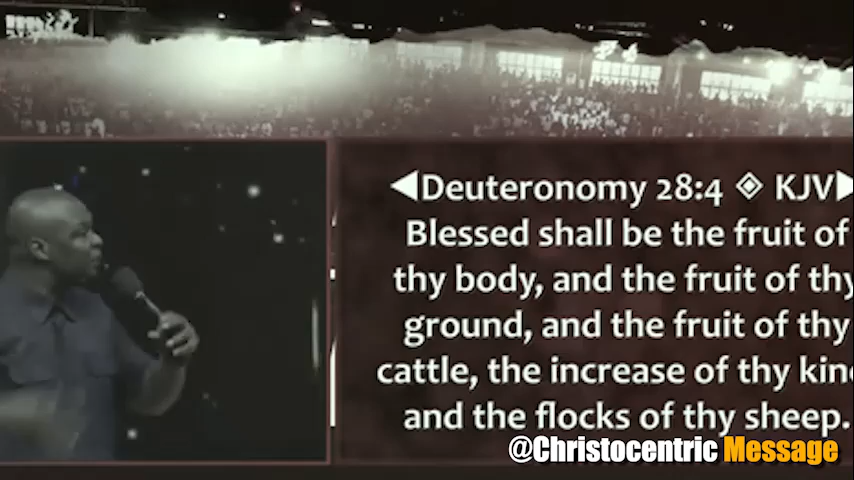 ◀Deuteronomy 28:4 ◈ KJV▶
Blessed shall be the fruit of
thy body, and the fruit of thy
ground, and the fruit of thy
cattle, the increase of thy kine
and the flocks of thy sheep.
@Christocentric Message